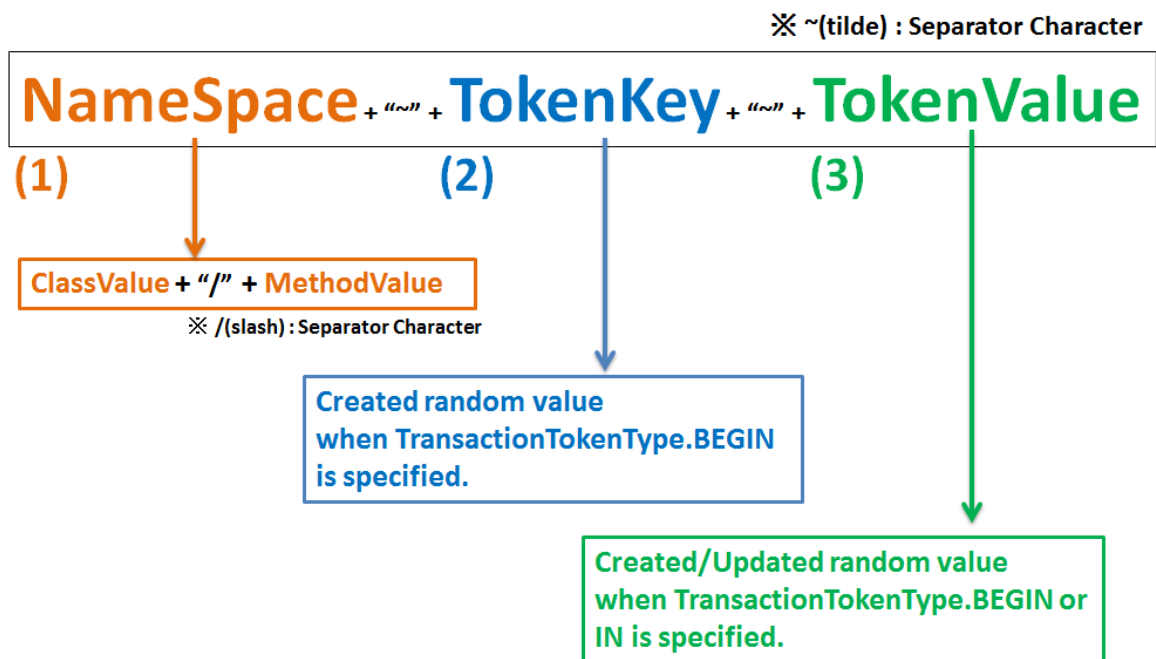 ※ ~(tilde) : Separator Character
NameSpace + “~” + TokenKey + “~” + TokenValue
(1) (2) (3)
ClassValue + “/” + MethodValue
※ /(slash) : Separator Character
Created random value
when TransactionTokenType.BEGIN
is specified.
Created/Updated random value
when TransactionTokenType.BEGIN or
IN is specified.